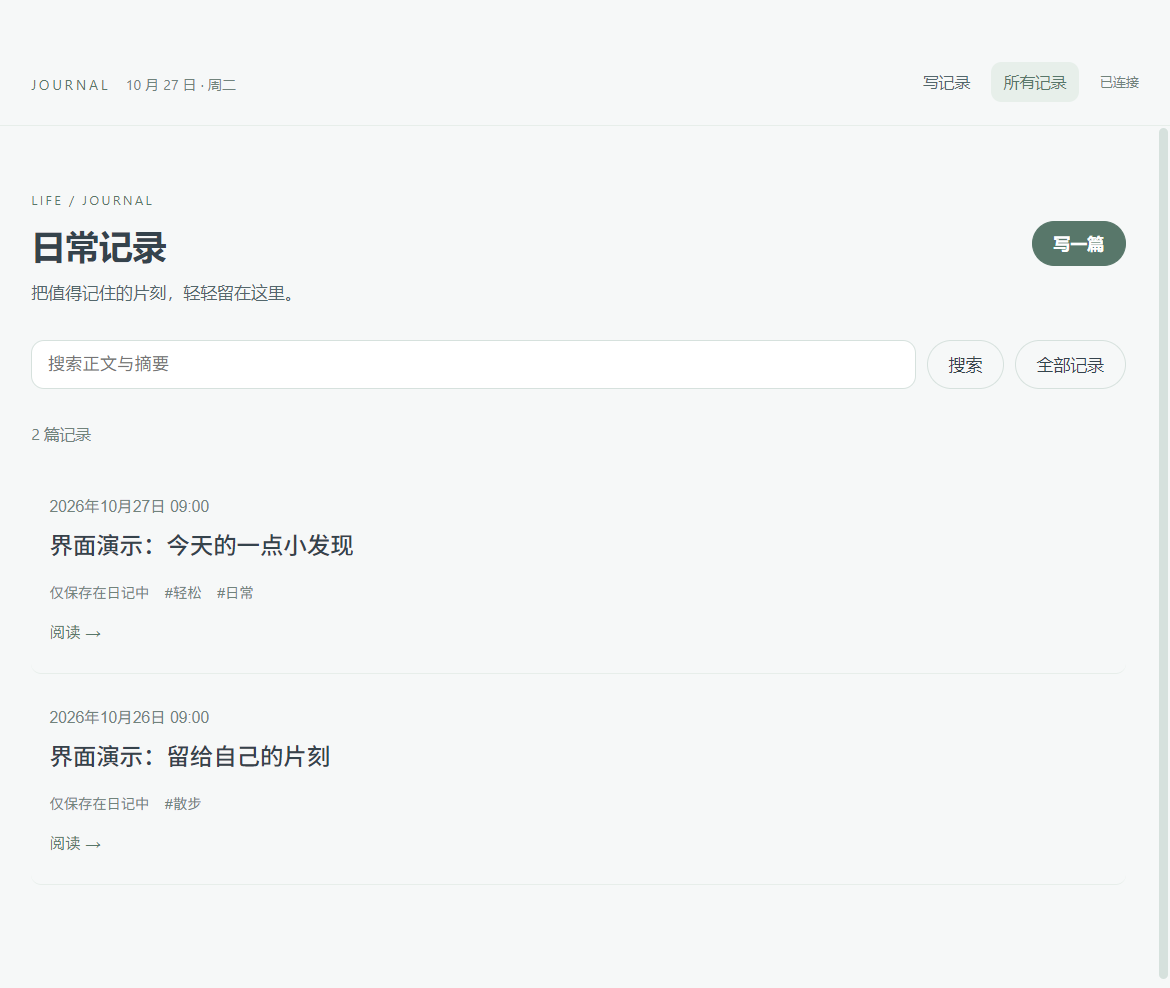 JOURNAL 10 月 27 日 · 周二 写记录 所有记录 已连接
LIFE / JOURNAL
日常记录
写一篇
把值得记住的片刻，轻轻留在这里。
搜索正文与摘要 搜索 全部记录
2 篇记录
2026年10月27日 09:00
界面演示：今天的一点小发现
仅保存在日记中 #轻松 #日常
阅读 →
2026年10月26日 09:00
界面演示：留给自己的片刻
仅保存在日记中 #散步
阅读 →